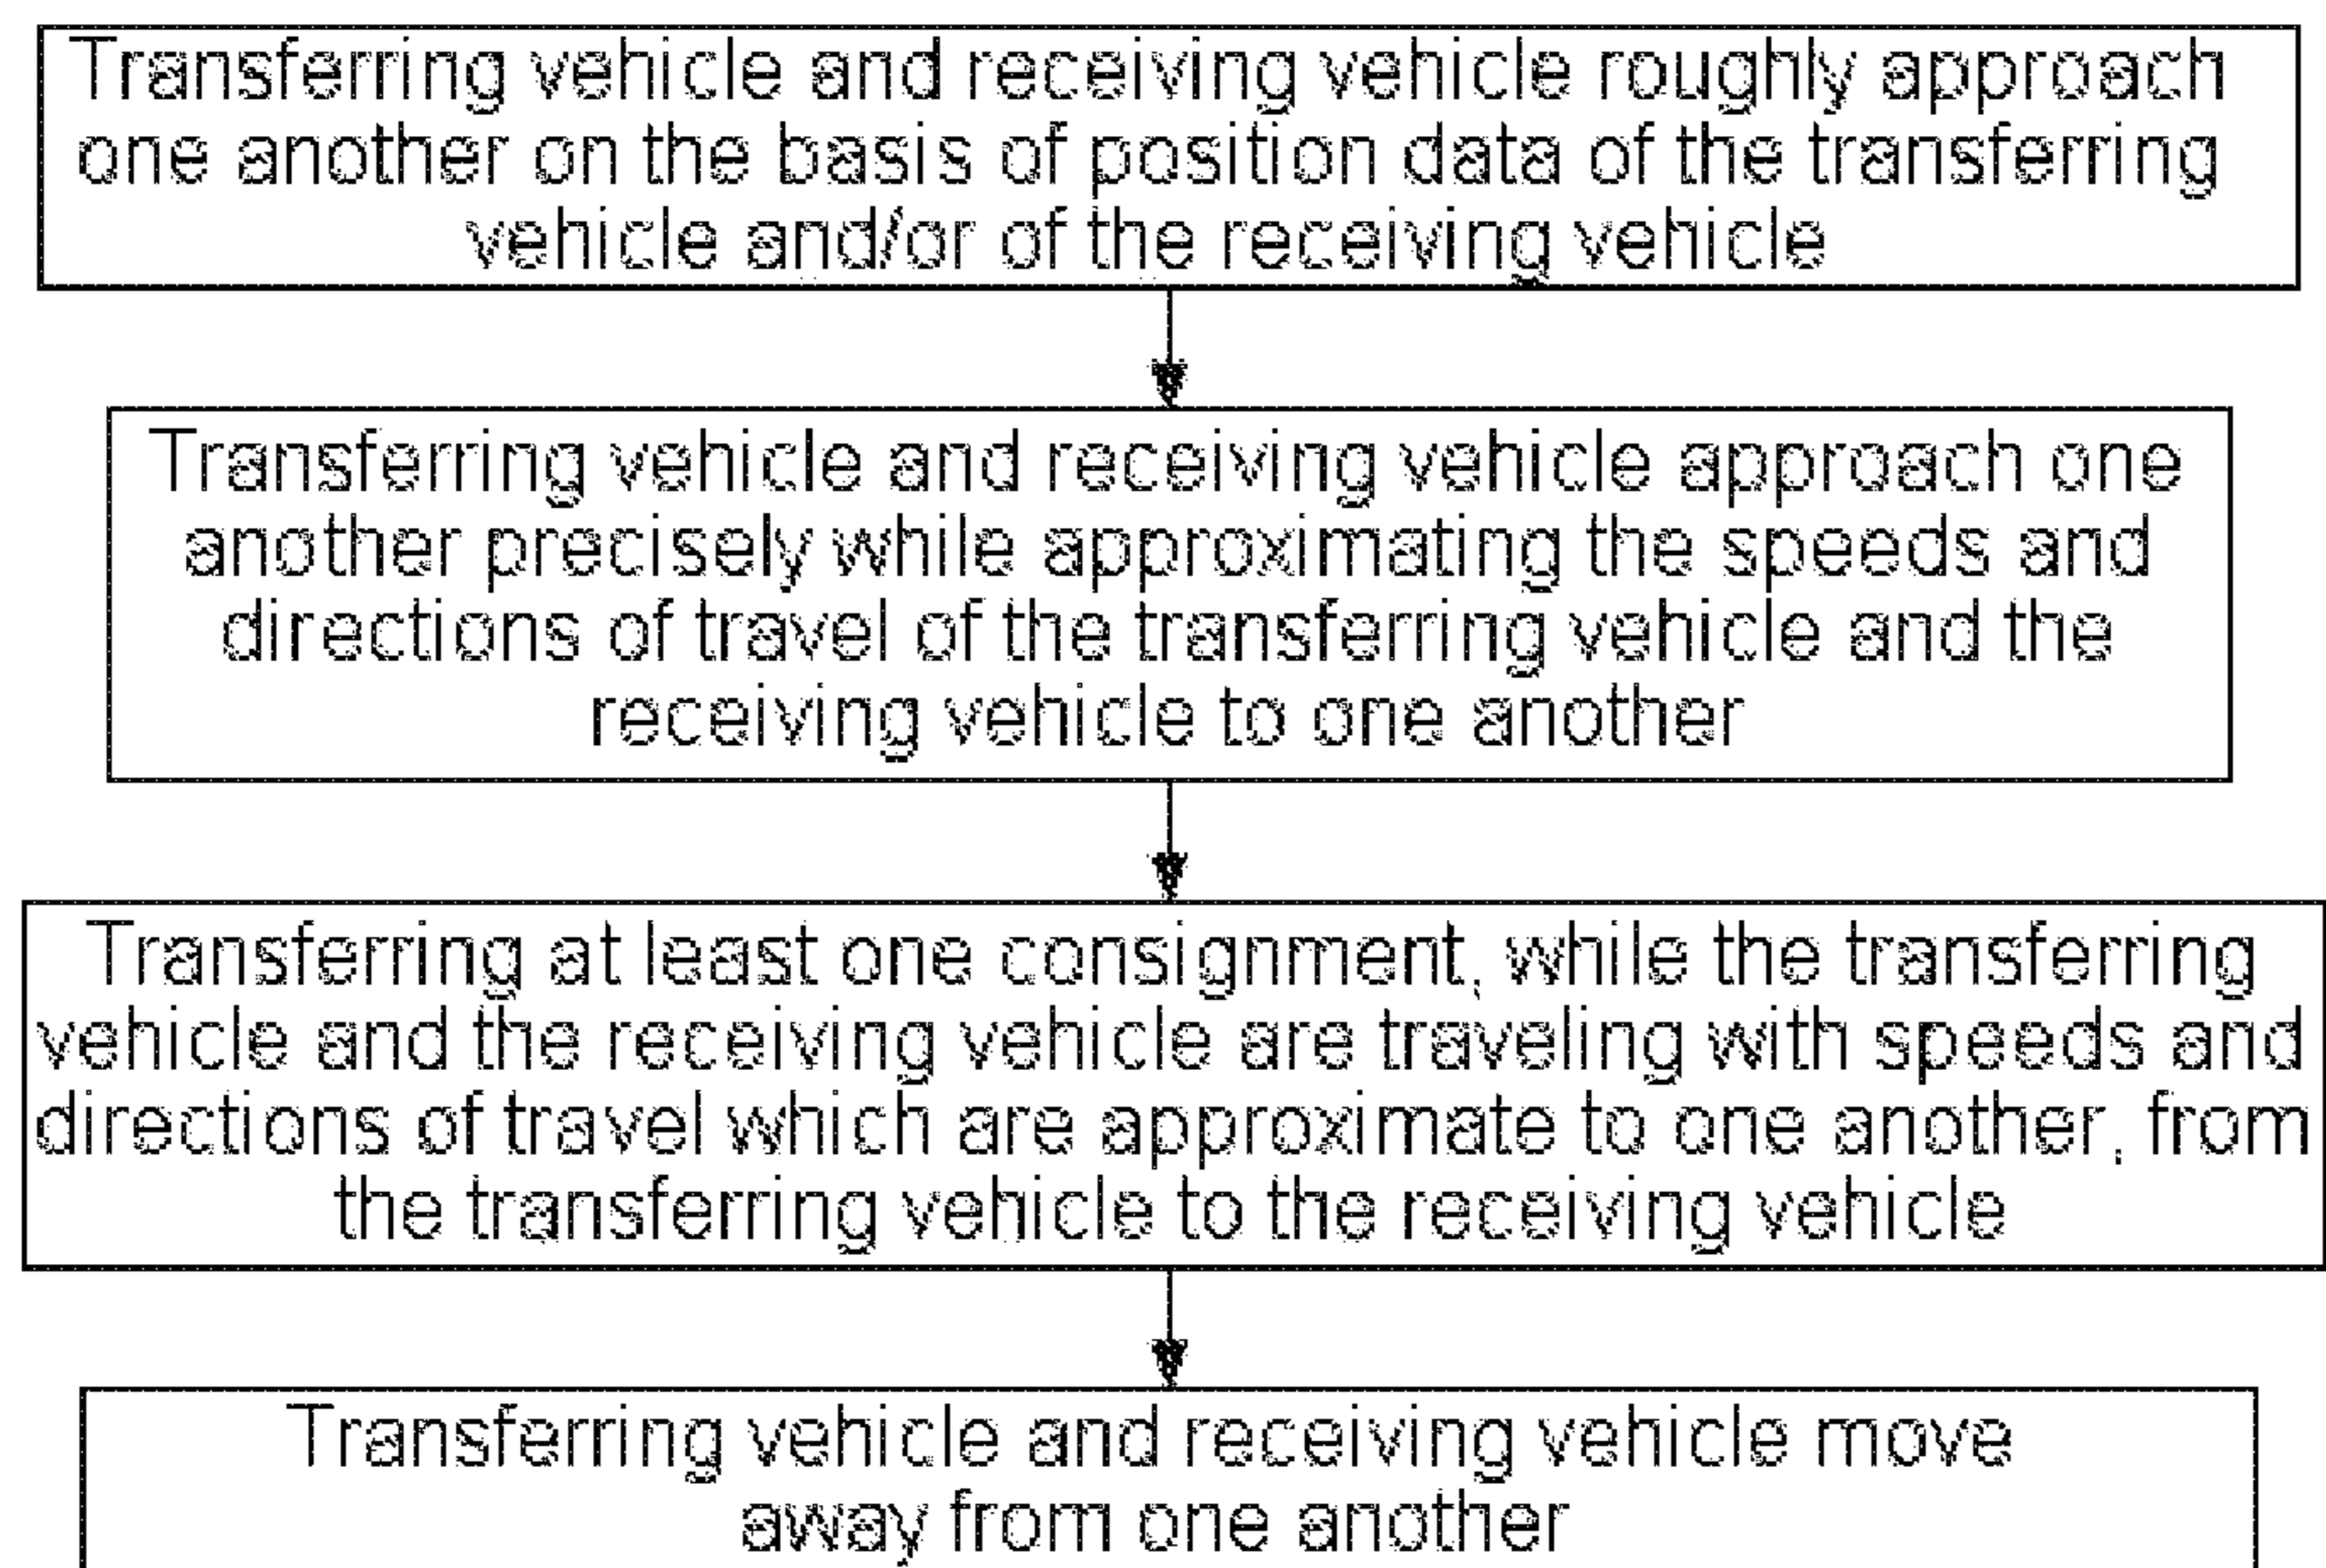 Transferring vehicle and receiving vehicle roughly approach
one another on the basis of position data of the transferring
vehicle and/or of the receiving vehicle
Transferring vehicle and receiving vehicle approach one
another precisely while approximating the speeds and
directions of travel of the transferring vehicle and the
receiving vehicle to one another
Transferring at least one consignment, while the transferring
vehicle and the receiving vehicle are traveling with speeds and
directions of travel which are approximate to one another, from
the transferring vehicle to the receiving vehicle
Transferring vehicle and receiving vehicle move
away from one another